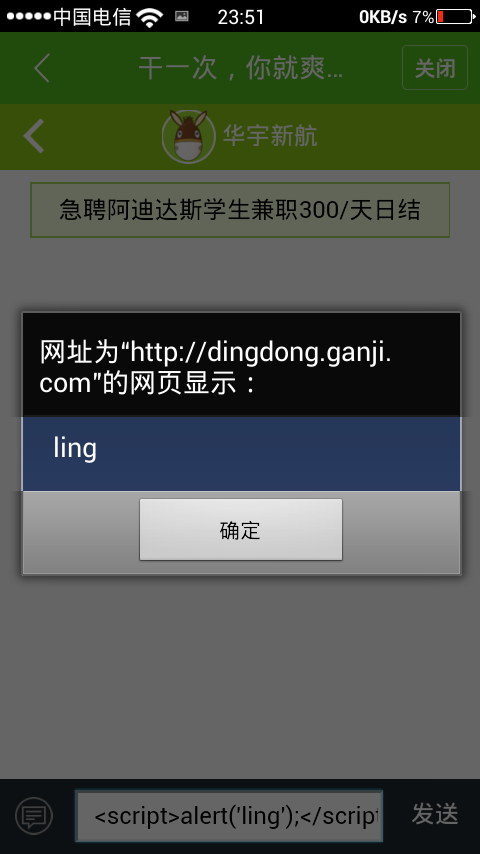 中国电信 23:51 0KB/s 7%
干一次，你就爽... 关闭
华宇新航
急聘阿迪达斯学生兼职300/天日结
网址为“http://dingdong.ganji.
com”的网页显示：
ling
确定
<script>alert('ling');</script 发送